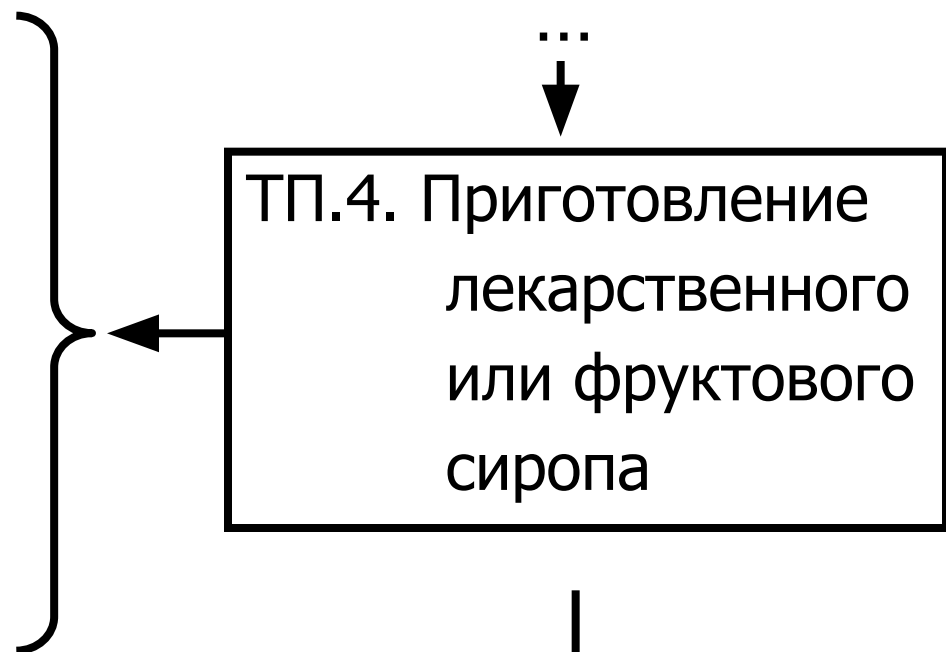 ...
ТП.4. Приготовление
лекарственного
или фруктового
сиропа